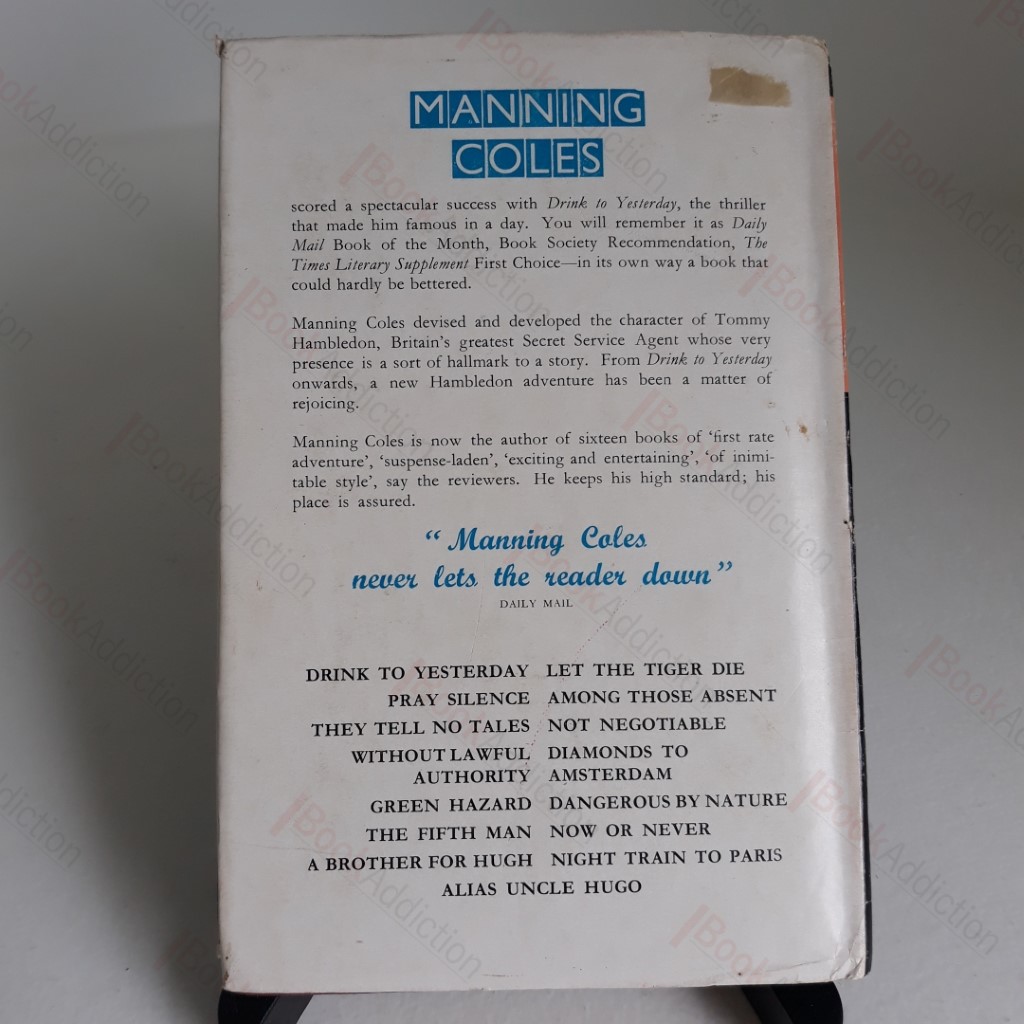 MANNING
COLES
scored a spectacular success with Drink to Yesterday, the thriller
that made him famous in a day. You will remember it as Daily
Mail Book of the Month, Book Society Recommendation, The
Times Literary Supplement First Choice—in its own way a book that
could hardly be bettered.
Manning Coles devised and developed the character of Tommy
Hambledon, Britain's greatest Secret Service Agent whose very
presence is a sort of hallmark to a story. From Drink to Yesterday
onwards, a new Hambledon adventure has been a matter of
rejoicing.
Manning Coles is now the author of sixteen books of 'first rate
adventure', 'suspense-laden', 'exciting and entertaining', 'of inimi-
table style', say the reviewers. He keeps his high standard; his
place is assured.
"Manning Coles
never lets the reader down"
DAILY MAIL
DRINK TO YESTERDAY LET THE TIGER DIE
PRAY SILENCE AMONG THOSE ABSENT
THEY TELL NO TALES NOT NEGOTIABLE
WITHOUT LAWFUL DIAMONDS TO
AUTHORITY AMSTERDAM
GREEN HAZARD DANGEROUS BY NATURE
THE FIFTH MAN NOW OR NEVER
A BROTHER FOR HUGH NIGHT TRAIN TO PARIS
ALIAS UNCLE HUGO
BookAddiction